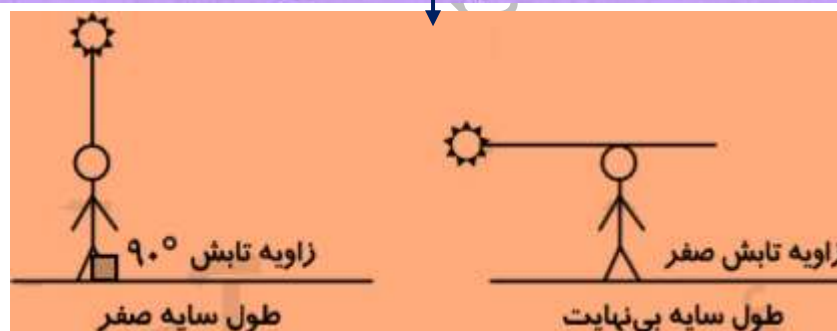 زاویه تابش ۹۰°
طول سایه صفر
زاویه تابش صفر
طول سایه بی‌نهایت